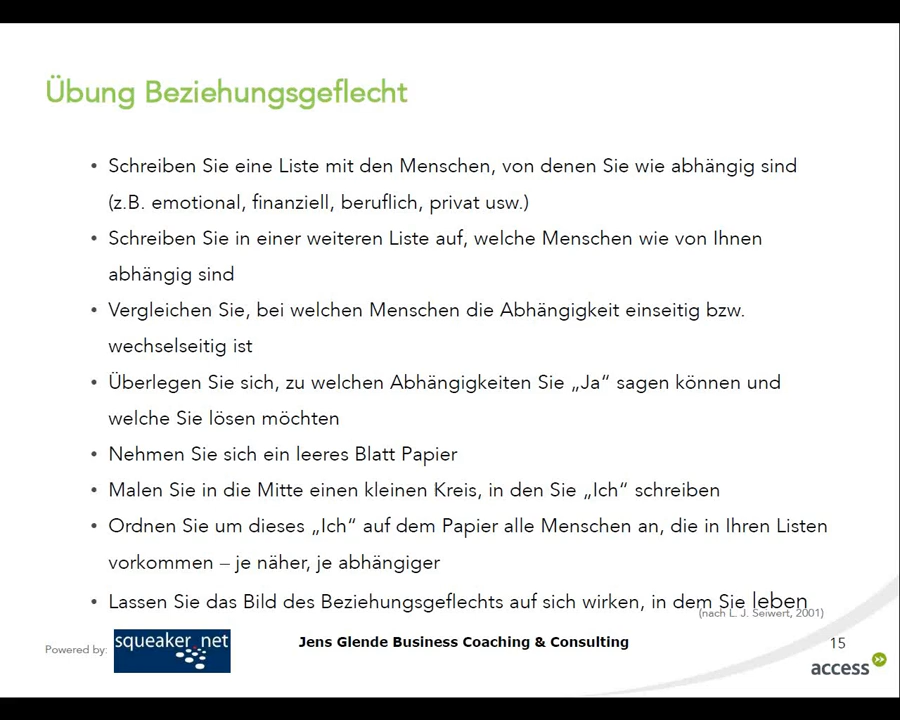 Übung Beziehungsgeflecht
• Schreiben Sie eine Liste mit den Menschen, von denen Sie wie abhängig sind
(z.B. emotional, finanziell, beruflich, privat usw.)
• Schreiben Sie in einer weiteren Liste auf, welche Menschen wie von Ihnen
abhängig sind
• Vergleichen Sie, bei welchen Menschen die Abhängigkeit einseitig bzw.
wechselseitig ist
• Überlegen Sie sich, zu welchen Abhängigkeiten Sie „Ja“ sagen können und
welche Sie lösen möchten
• Nehmen Sie sich ein leeres Blatt Papier
• Malen Sie in die Mitte einen kleinen Kreis, in den Sie „Ich“ schreiben
• Ordnen Sie um dieses „Ich“ auf dem Papier alle Menschen an, die in Ihren Listen
vorkommen – je näher, je abhängiger
• Lassen Sie das Bild des Beziehungsgeflechts auf sich wirken, in dem Sie leben
(nach L. J. Seiwert, 2001)
Powered by:
squeaker.net
Jens Glende Business Coaching & Consulting
15
access